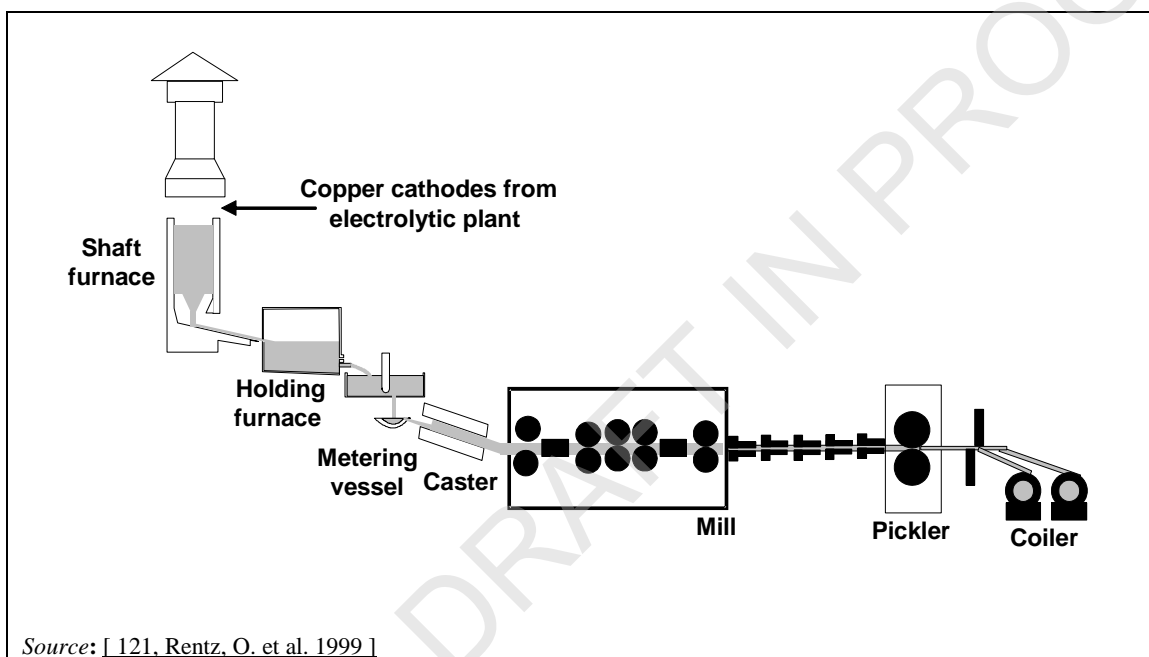 Copper cathodes from
electrolytic plant
Shaft
furnace
Holding
furnace
Metering
vessel
Caster
Mill
Pickler
Coiler
DRAFT IN PROG
Source: [ 121, Rentz, O. et al. 1999 ]